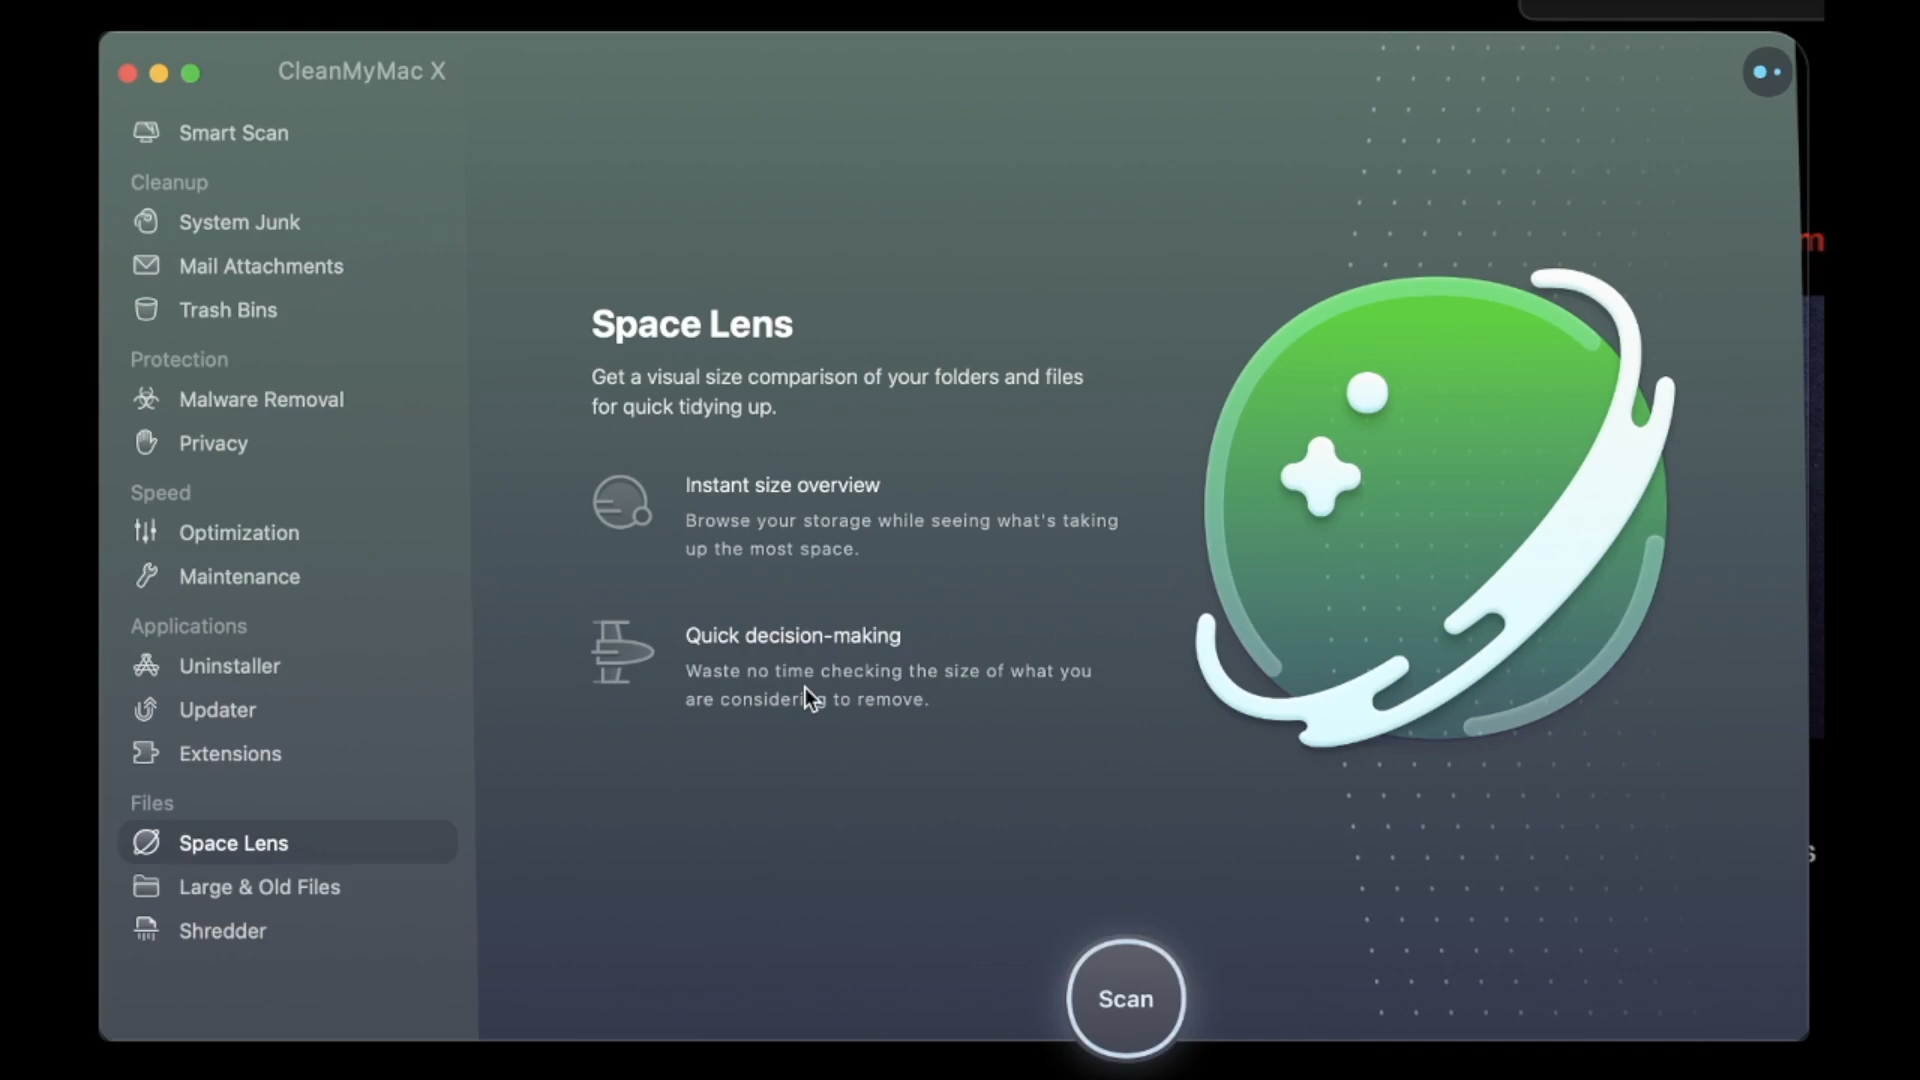 CleanMyMac X
Smart Scan
Cleanup
System Junk
Mail Attachments
Trash Bins
Protection
Malware Removal
Privacy
Speed
Optimization
Maintenance
Applications
Uninstaller
Updater
Extensions
Files
Space Lens
Large & Old Files
Shredder
Space Lens
Get a visual size comparison of your folders and files
for quick tidying up.
Instant size overview
Browse your storage while seeing what's taking
up the most space.
Quick decision-making
Waste no time checking the size of what you
are considering to remove.
Scan
m
s